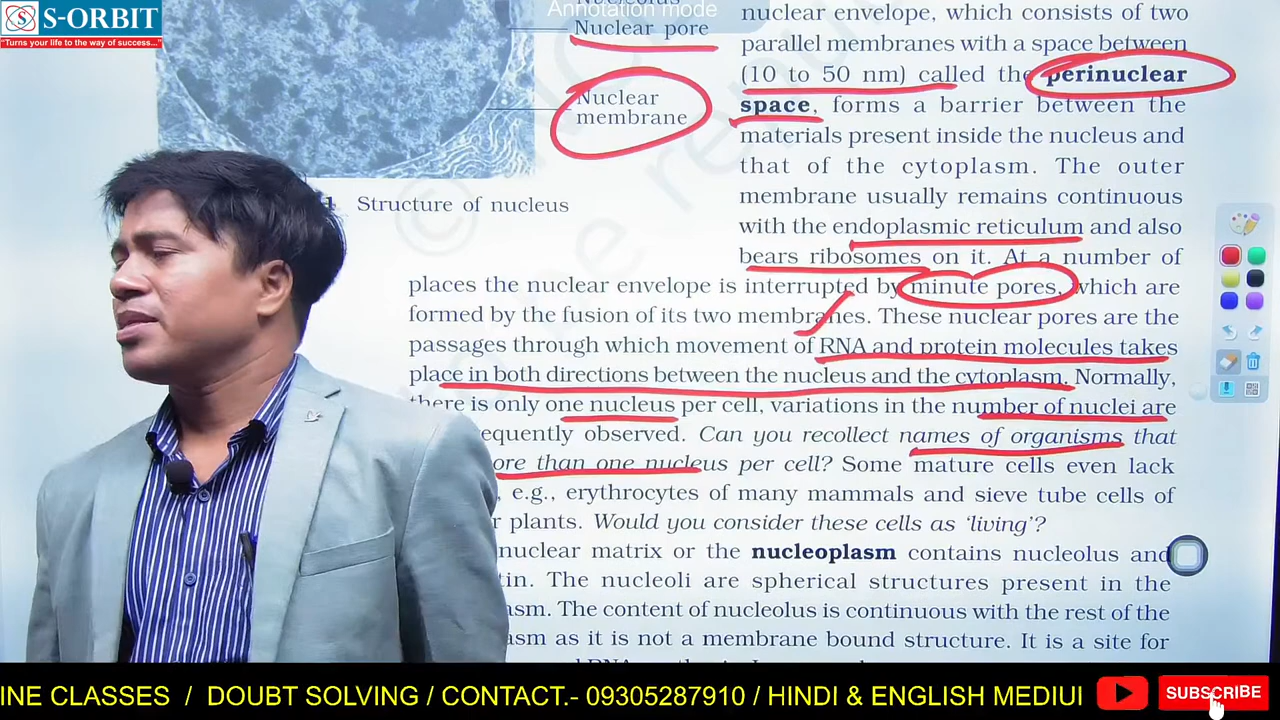 S-ORBIT
"Turns your life to the way of success..."
Annotation mode
Nuclear pore
Nuclear
membrane
Structure of nucleus
nuclear envelope, which consists of two
parallel membranes with a space between
(10 to 50 nm) called the perinuclear
space, forms a barrier between the
materials present inside the nucleus and
that of the cytoplasm. The outer
membrane usually remains continuous
with the endoplasmic reticulum and also
bears ribosomes on it. At a number of
places the nuclear envelope is interrupted by minute pores, which are
formed by the fusion of its two membranes. These nuclear pores are the
passages through which movement of RNA and protein molecules takes
place in both directions between the nucleus and the cytoplasm. Normally,
there is only one nucleus per cell, variations in the number of nuclei are
equently observed. Can you recollect names of organisms that
ore than one nucleus per cell? Some mature cells even lack
, e.g., erythrocytes of many mammals and sieve tube cells of
r plants. Would you consider these cells as 'living'?
nuclear matrix or the nucleoplasm contains nucleolus and
tin. The nucleoli are spherical structures present in the
asm. The content of nucleolus is continuous with the rest of the
asm as it is not a membrane bound structure. It is a site for
INE CLASSES / DOUBT SOLVING / CONTACT.- 09305287910 / HINDI & ENGLISH MEDIUI
SUBSCRIBE